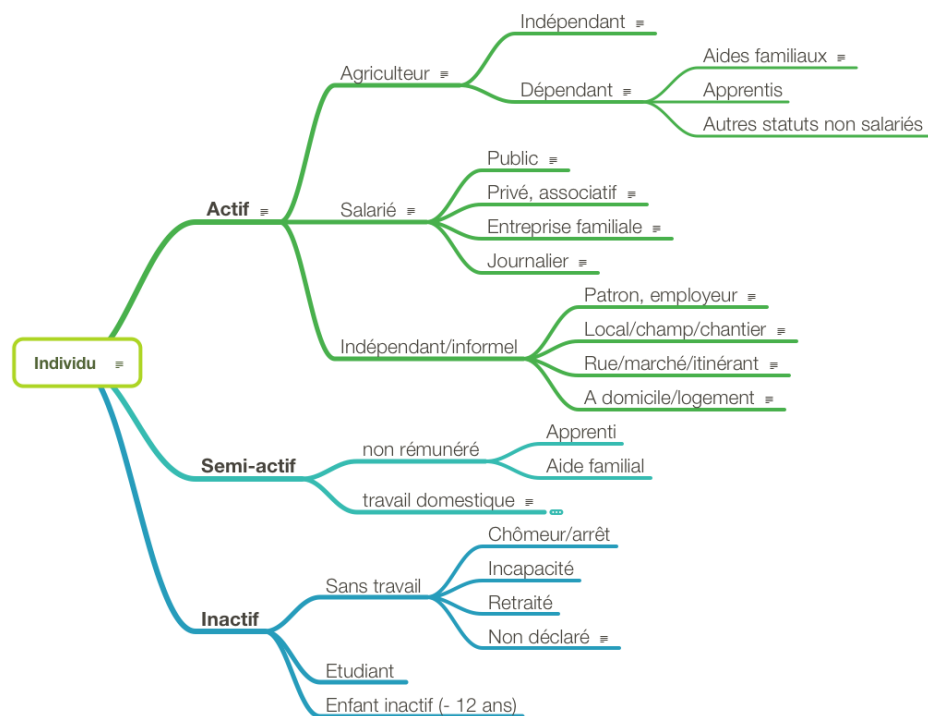 Indépendant
Aides familiaux
Agriculteur
Dépendant
Apprentis
Autres statuts non salariés
Public
Privé, associatif
Actif
Salarié
Entreprise familiale
Journalier
Patron, employeur
Local/champ/chantier
Indépendant/informel
Rue/marché/itinérant
A domicile/logement
Individu
Apprenti
non rémunéré
Aide familial
Semi-actif
travail domestique
Chômeur/arrêt
Incapacité
Sans travail
Retraité
Inactif
Non déclaré
Etudiant
Enfant inactif (- 12 ans)